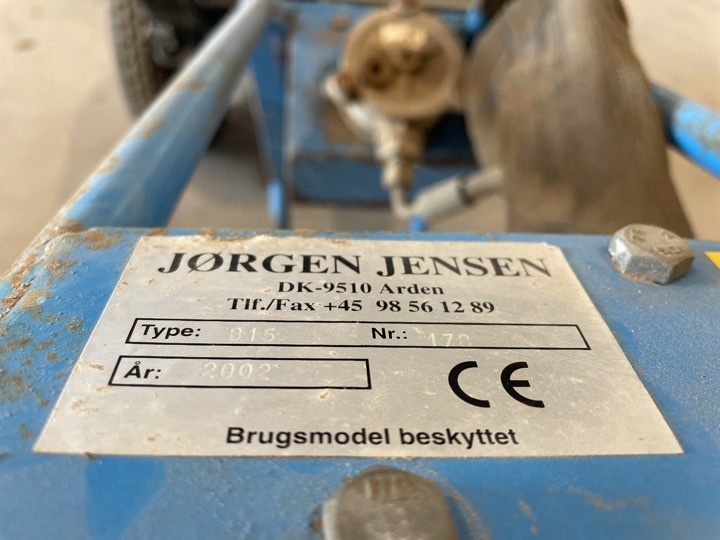 JØRGEN JENSEN
DK-9510 Arden
Tlf./Fax +45 98 56 12 89
Type: B15 Nr.:
År: 2002
CE
Brugsmodel beskyttet